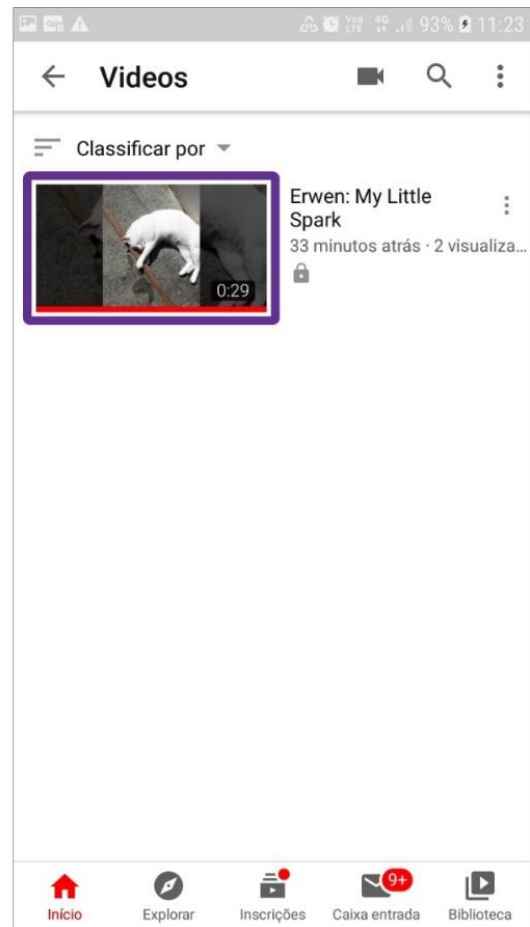 93% 11:23
Videos
Classificar por
Erwen: My Little
Spark
33 minutos atrás · 2 visualiza...
0:29
9+
Início
Explorar
Inscrições
Caixa entrada
Biblioteca